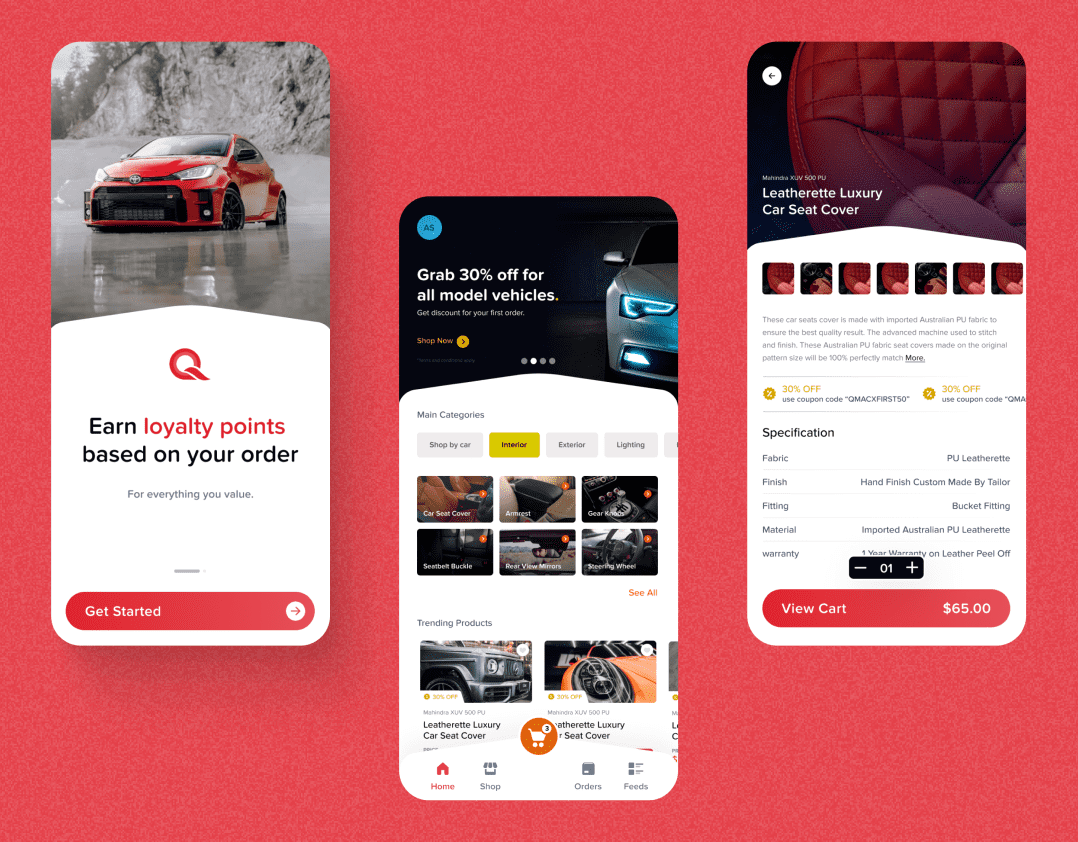 Earn loyalty points
based on your order
For everything you value.
Get Started
AS
Grab 30% off for
all model vehicles.
Get discount for your first order.
Shop Now
Main Categories
Shop by car
Interior
Exterior
Lighting
Car Seat Cover
Armrest
Gear Knobs
Seatbelt Buckle
Rear View Mirrors
Steering Wheel
See All
Trending Products
30% OFF
30% OFF
Mahindra XUV 500 PU
Mahindra XUV 500 PU
Leatherette Luxury
Car Seat Cover
Leatherette Luxury
Car Seat Cover
3
Home
Shop
Orders
Feeds
Mahindra XUV 500 PU
Leatherette Luxury
Car Seat Cover
These car seats cover is made with imported Australian PU fabric to
ensure the best quality result. The advanced machine used to stitch
and finish. These Australian PU fabric seat covers made on the original
pattern size will be 100% perfectly match More.
30% OFF
use coupon code "QMACXFIRST50"
30% OFF
use coupon code "QMA
Specification
Fabric PU Leatherette
Finish Hand Finish Custom Made By Tailor
Fitting Bucket Fitting
Material Imported Australian PU Leatherette
warranty 1 Year Warranty on Leather Peel Off
01
View Cart $65.00